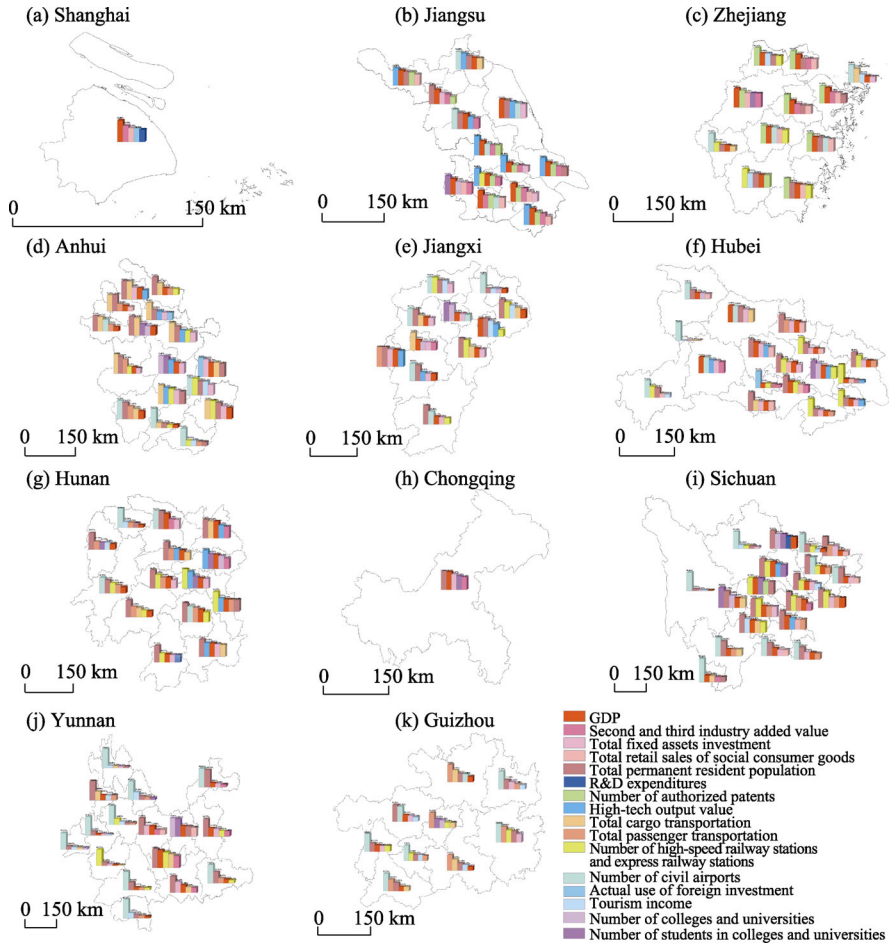 (a) Shanghai
(b) Jiangsu
(c) Zhejiang
0 150 km
0 150 km
0 150 km
(d) Anhui
(e) Jiangxi
(f) Hubei
0 150 km
0 150 km
0 150 km
(g) Hunan
(h) Chongqing
(i) Sichuan
0 150 km
0 150 km
0 150 km
(j) Yunnan
(k) Guizhou
0 150 km
0 150 km
GDP
Second and third industry added value
Total fixed assets investment
Total retail sales of social consumer goods
Total permanent resident population
R&D expenditures
Number of authorized patents
High-tech output value
Total cargo transportation
Total passenger transportation
Number of high-speed railway stations
and express railway stations
Number of civil airports
Actual use of foreign investment
Tourism income
Number of colleges and universities
Number of students in colleges and universities